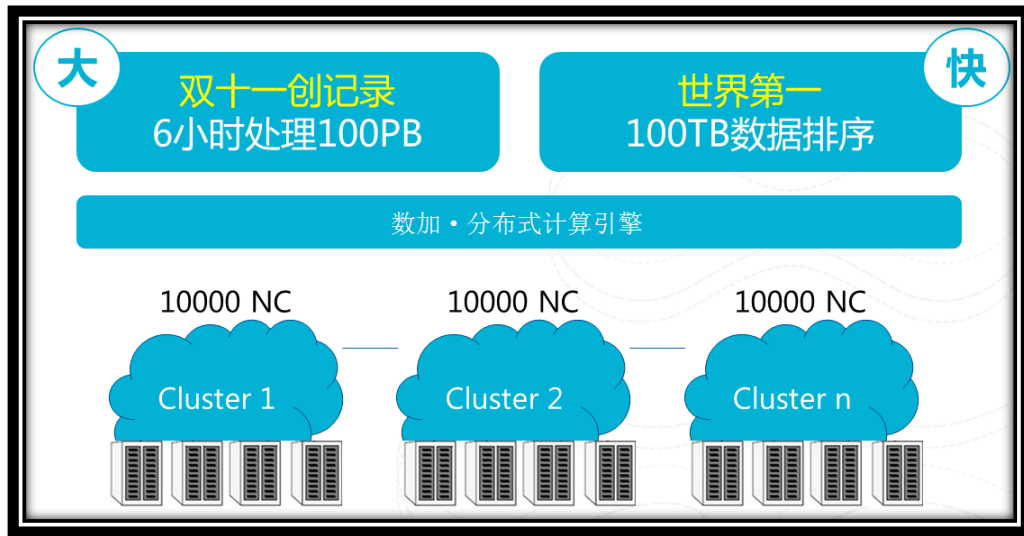 大
双十一创记录
6小时处理100PB
快
世界第一
100TB数据排序
数加·分布式计算引擎
10000 NC
10000 NC
10000 NC
Cluster 1
Cluster 2
Cluster n